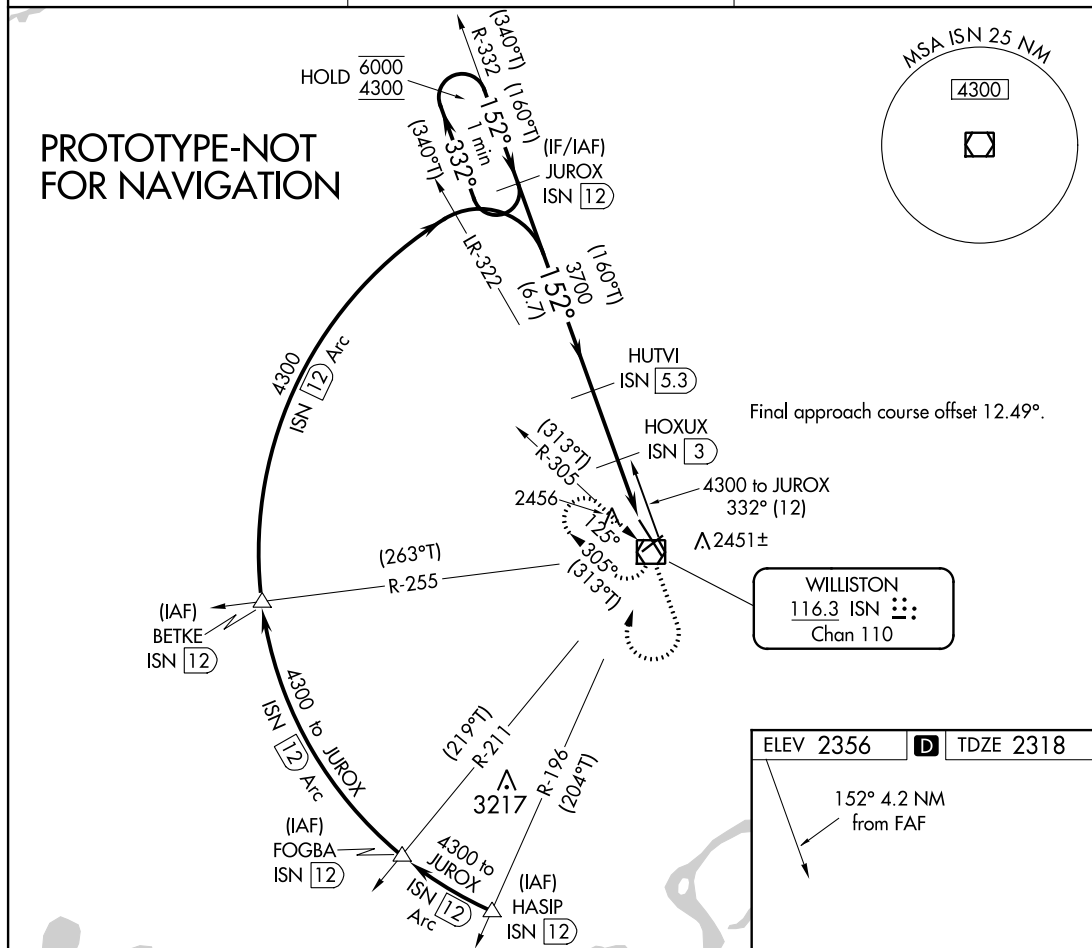 MSA ISN 25 NM
4300
PROTOTYPE-NOT
FOR NAVIGATION
HOLD
6000
4300
(340°T)
R-332
152°
(160°T)
1 min
332°
(340°T)
LR-322
(IF/IAF)
JUROX
ISN 12
152°
3700
(160°T)
(6.7)
HUTVI
ISN 5.3
HOXUX
ISN 3
Final approach course offset 12.49°.
4300 to JUROX
332° (12)
(313°T)
R-305
2456
125°
305°
(313°T)
2451±
WILLISTON
116.3 ISN
Chan 110
4300
ISN 12 Arc
(263°T)
R-255
(IAF)
BETKE
ISN 12
4300 to JUROX
ISN 12 Arc
(219°T)
R-211
R-196
(204°T)
3217
(IAF)
FOGBA
ISN 12
4300 to
JUROX
ISN 12
Arc
(IAF)
HASIP
ISN 12
ELEV 2356 D TDZE 2318
152° 4.2 NM
from FAF